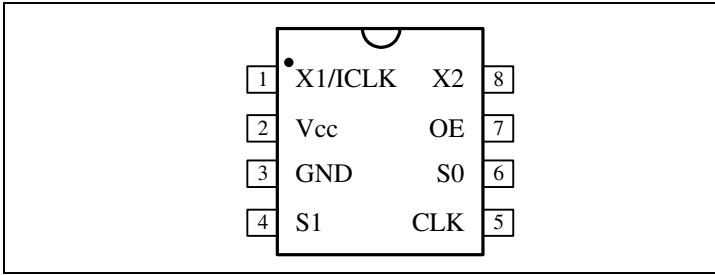 1 X1/ICLK X2 8
2 Vcc OE 7
3 GND S0 6
4 S1 CLK 5